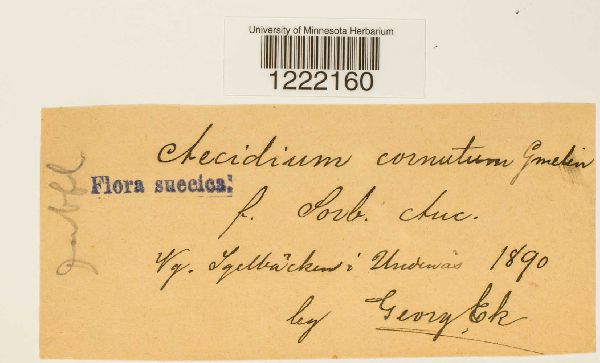 University of Minnesota Herbarium
1222160
Aecidium cornutum Gmelin
Flora suecica.
f. Sorb. Auc.
Vg. Igelbäcken i Undenäs 1890
leg Georg Ek